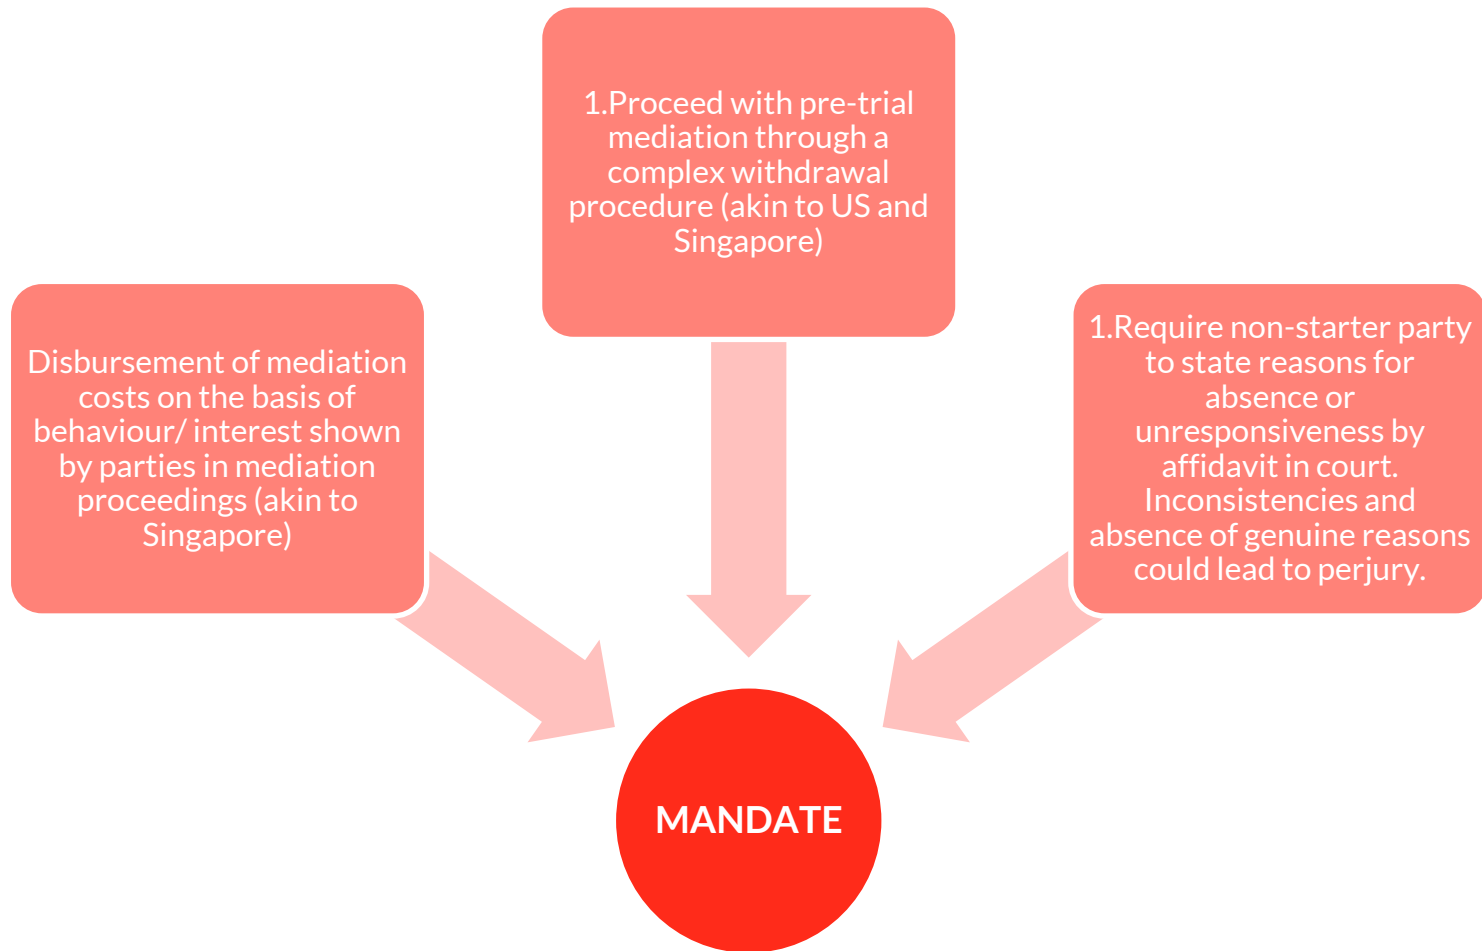 1.Proceed with pre-trial
mediation through a
complex withdrawal
procedure (akin to US and
Singapore)
Disbursement of mediation
costs on the basis of
behaviour/ interest shown
by parties in mediation
proceedings (akin to
Singapore)
1.Require non-starter party
to state reasons for
absence or
unresponsiveness by
affidavit in court.
Inconsistencies and
absence of genuine reasons
could lead to perjury.
MANDATE